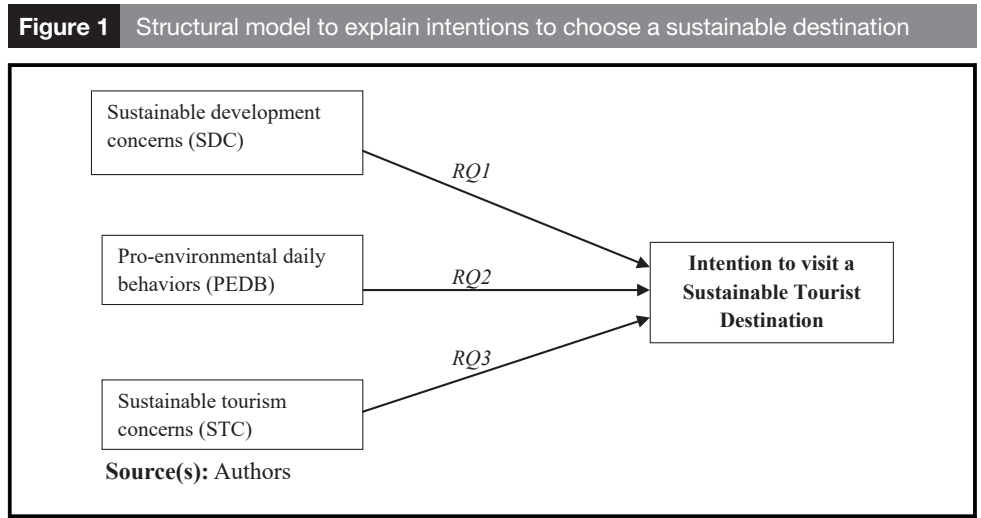 Figure 1 Structural model to explain intentions to choose a sustainable destination
Sustainable development
concerns (SDC)
RQ1
Pro-environmental daily
behaviors (PEDB)
RQ2
Intention to visit a
Sustainable Tourist
Destination
RQ3
Sustainable tourism
concerns (STC)
Source(s): Authors